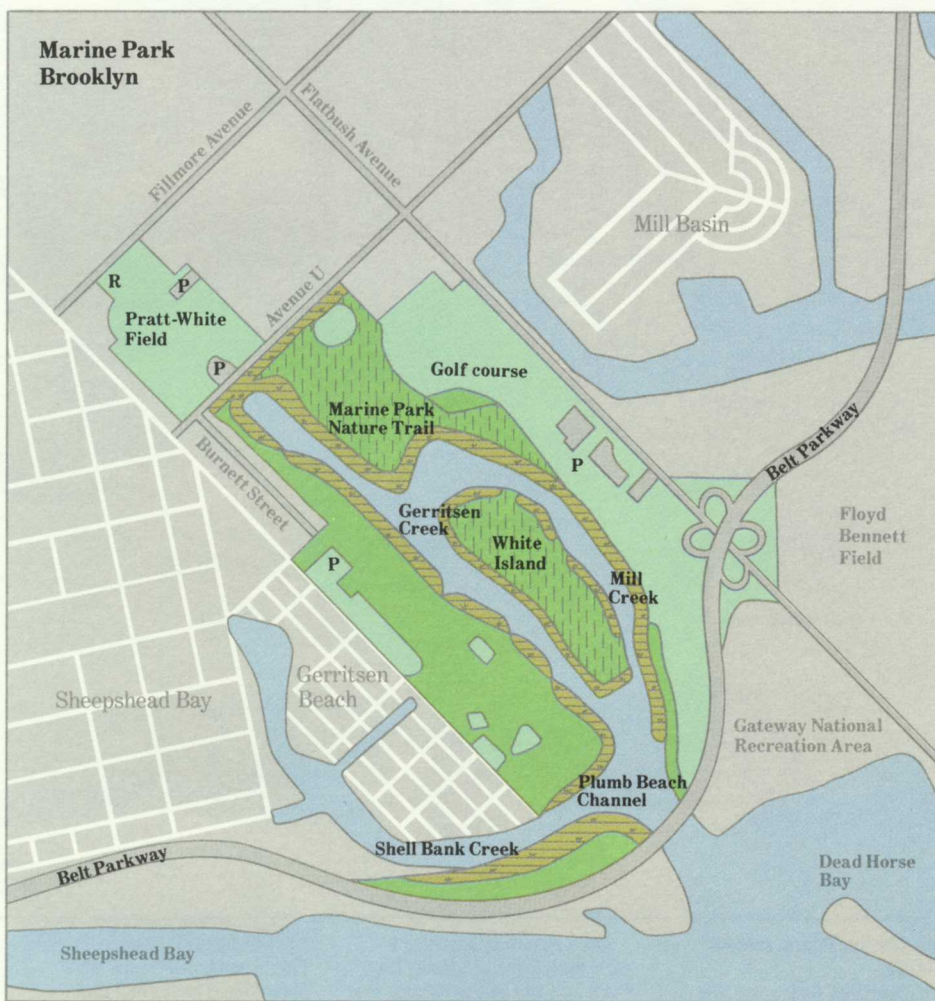 Marine Park
Brooklyn
Fillmore Avenue
Flatbush Avenue
Mill Basin
R
P
Pratt-White
Field
Avenue U
P
Golf course
Marine Park
Nature Trail
Burnett Street
P
Belt Parkway
Gerritsen
Creek
White
Island
Floyd
Bennett
Field
P
Mill
Creek
Sheepshead Bay
Gerritsen
Beach
Gateway National
Recreation Area
Plumb Beach
Channel
Shell Bank Creek
Belt Parkway
Dead Horse
Bay
Sheepshead Bay